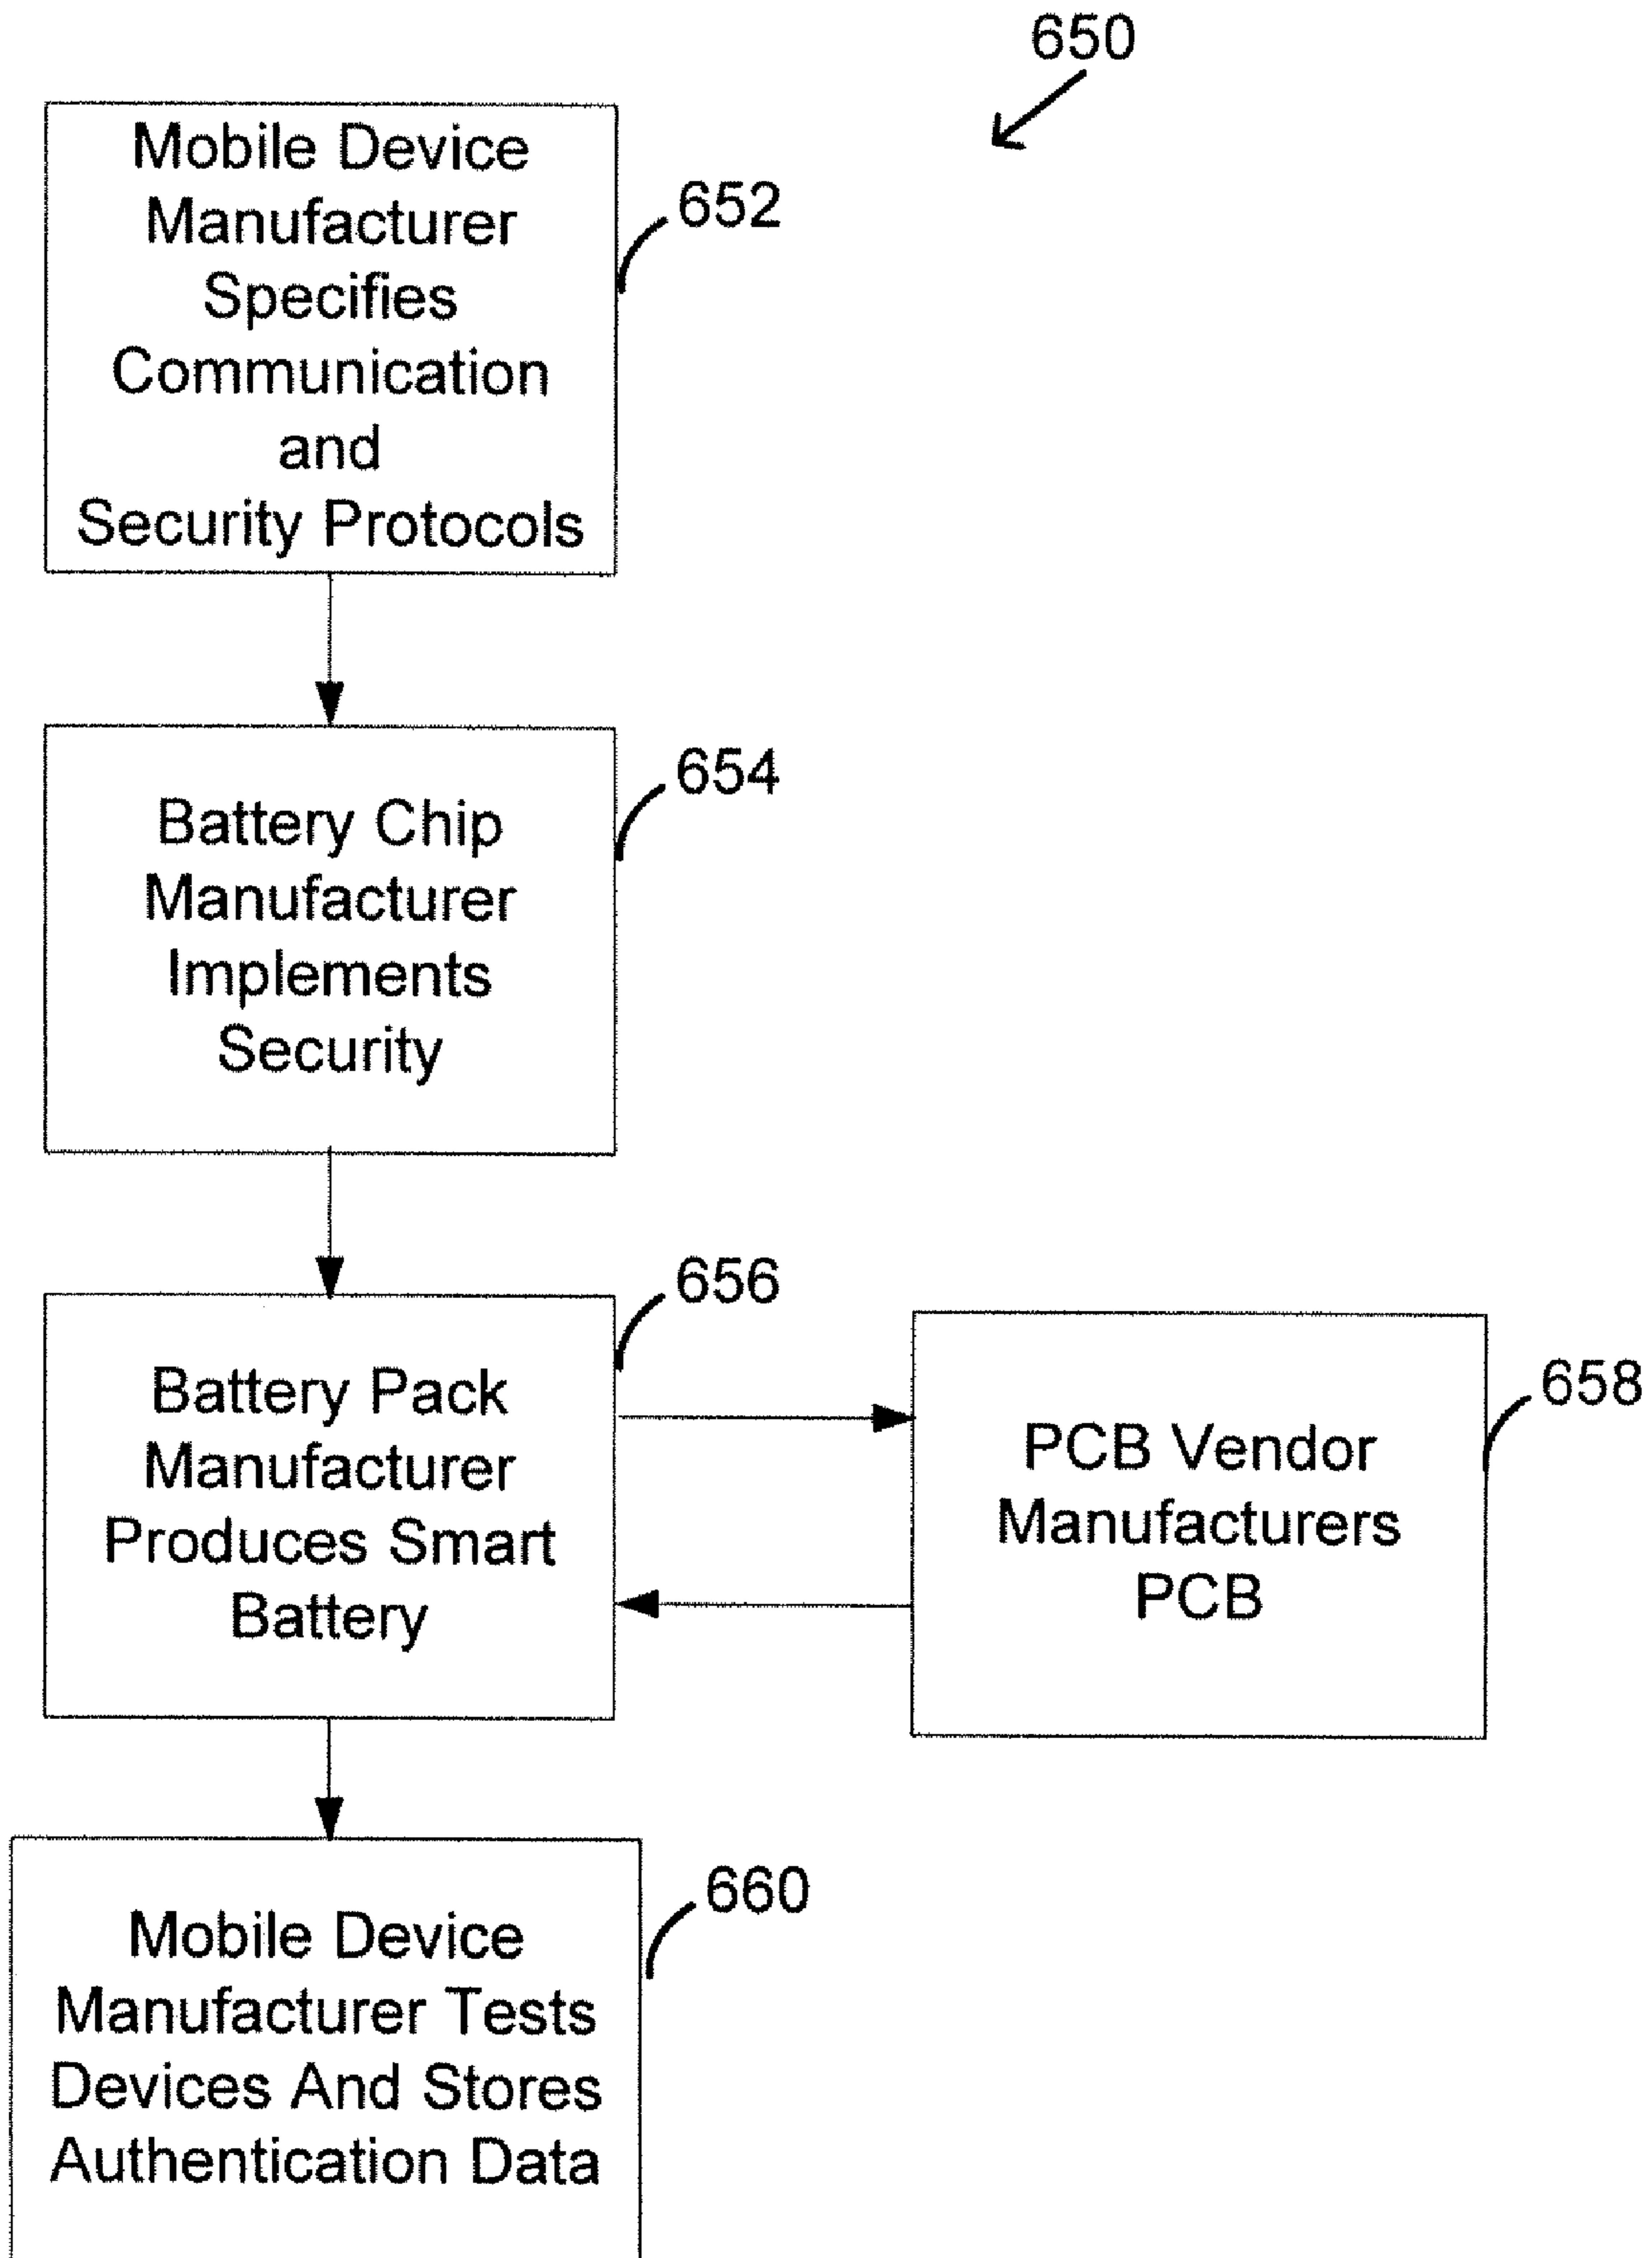 650
Mobile Device
Manufacturer
Specifies
Communication
and
Security Protocols
652
Battery Chip
Manufacturer
Implements
Security
654
Battery Pack
Manufacturer
Produces Smart
Battery
656
PCB Vendor
Manufacturers
PCB
658
Mobile Device
Manufacturer Tests
Devices And Stores
Authentication Data
660